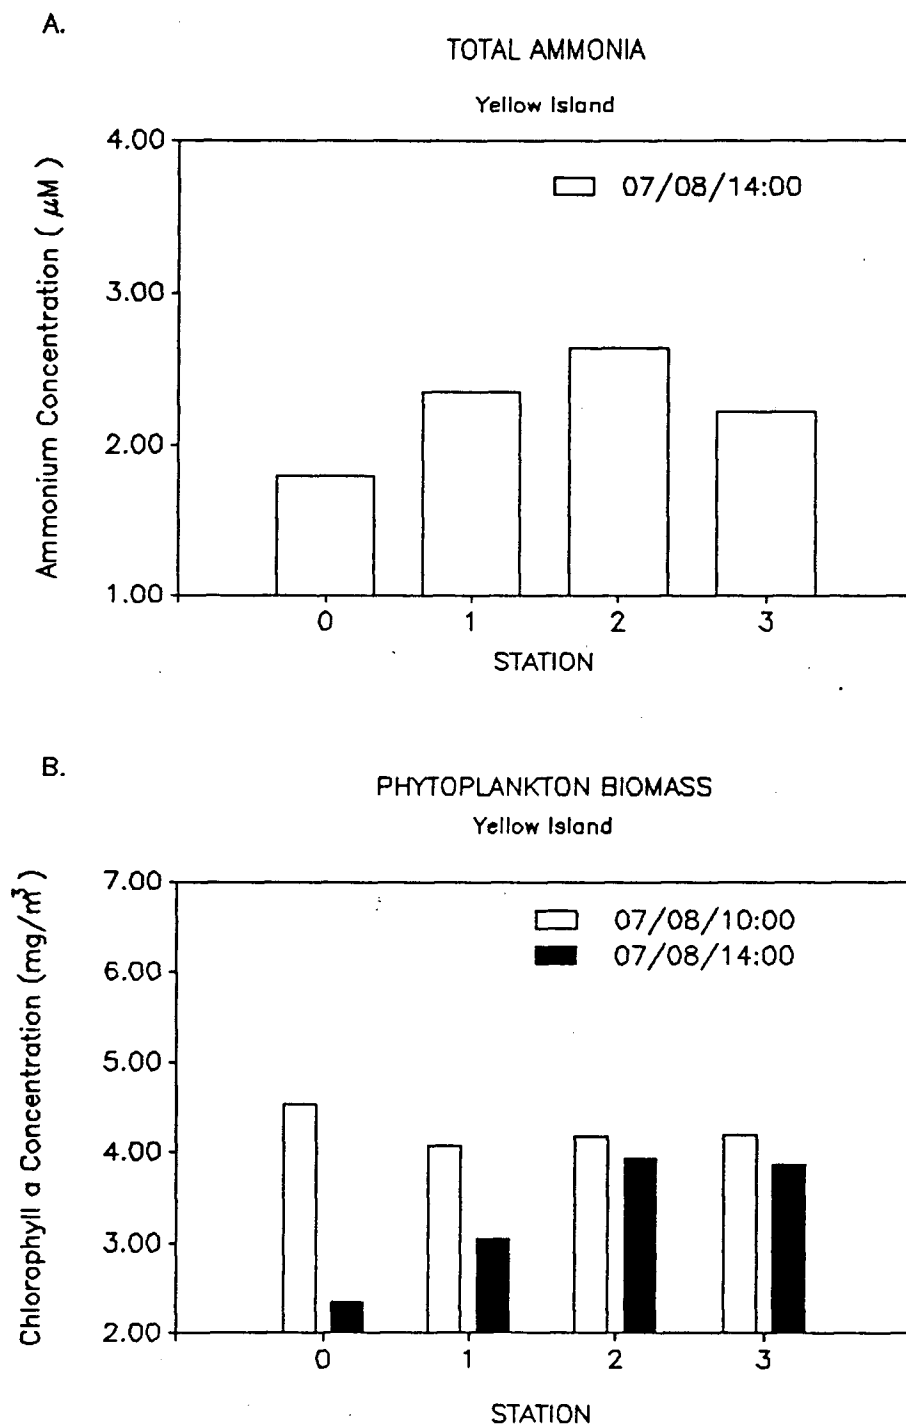 A.
TOTAL AMMONIA
Yellow Island
Ammonium Concentration ( μM )
4.00
3.00
2.00
1.00
07/08/14:00
0 1 2 3
STATION
B.
PHYTOPLANKTON BIOMASS
Yellow Island
Chlorophyll a Concentration (mg/m³)
7.00
6.00
5.00
4.00
3.00
2.00
07/08/10:00
07/08/14:00
0 1 2 3
STATION